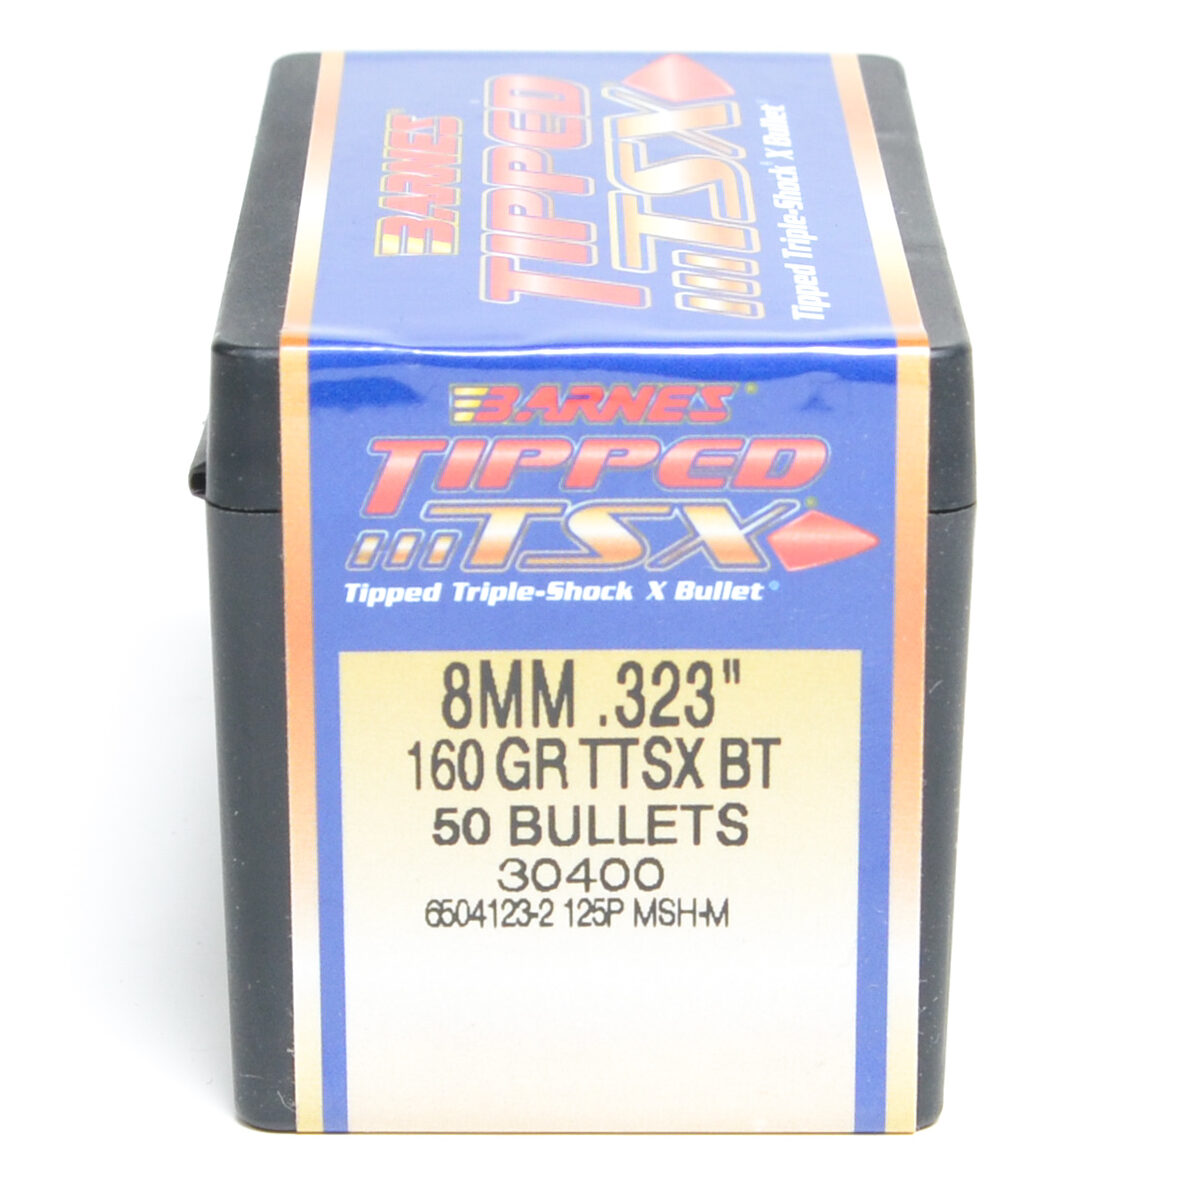 BARNES
TIPPED
TSX
Tipped Triple-Shock X Bullet
BARNES®
TIPPED
TSX®
Tipped Triple-Shock X Bullet®
8MM .323"
160 GR TTSX BT
50 BULLETS
30400
6504123-2 125P MSH-M